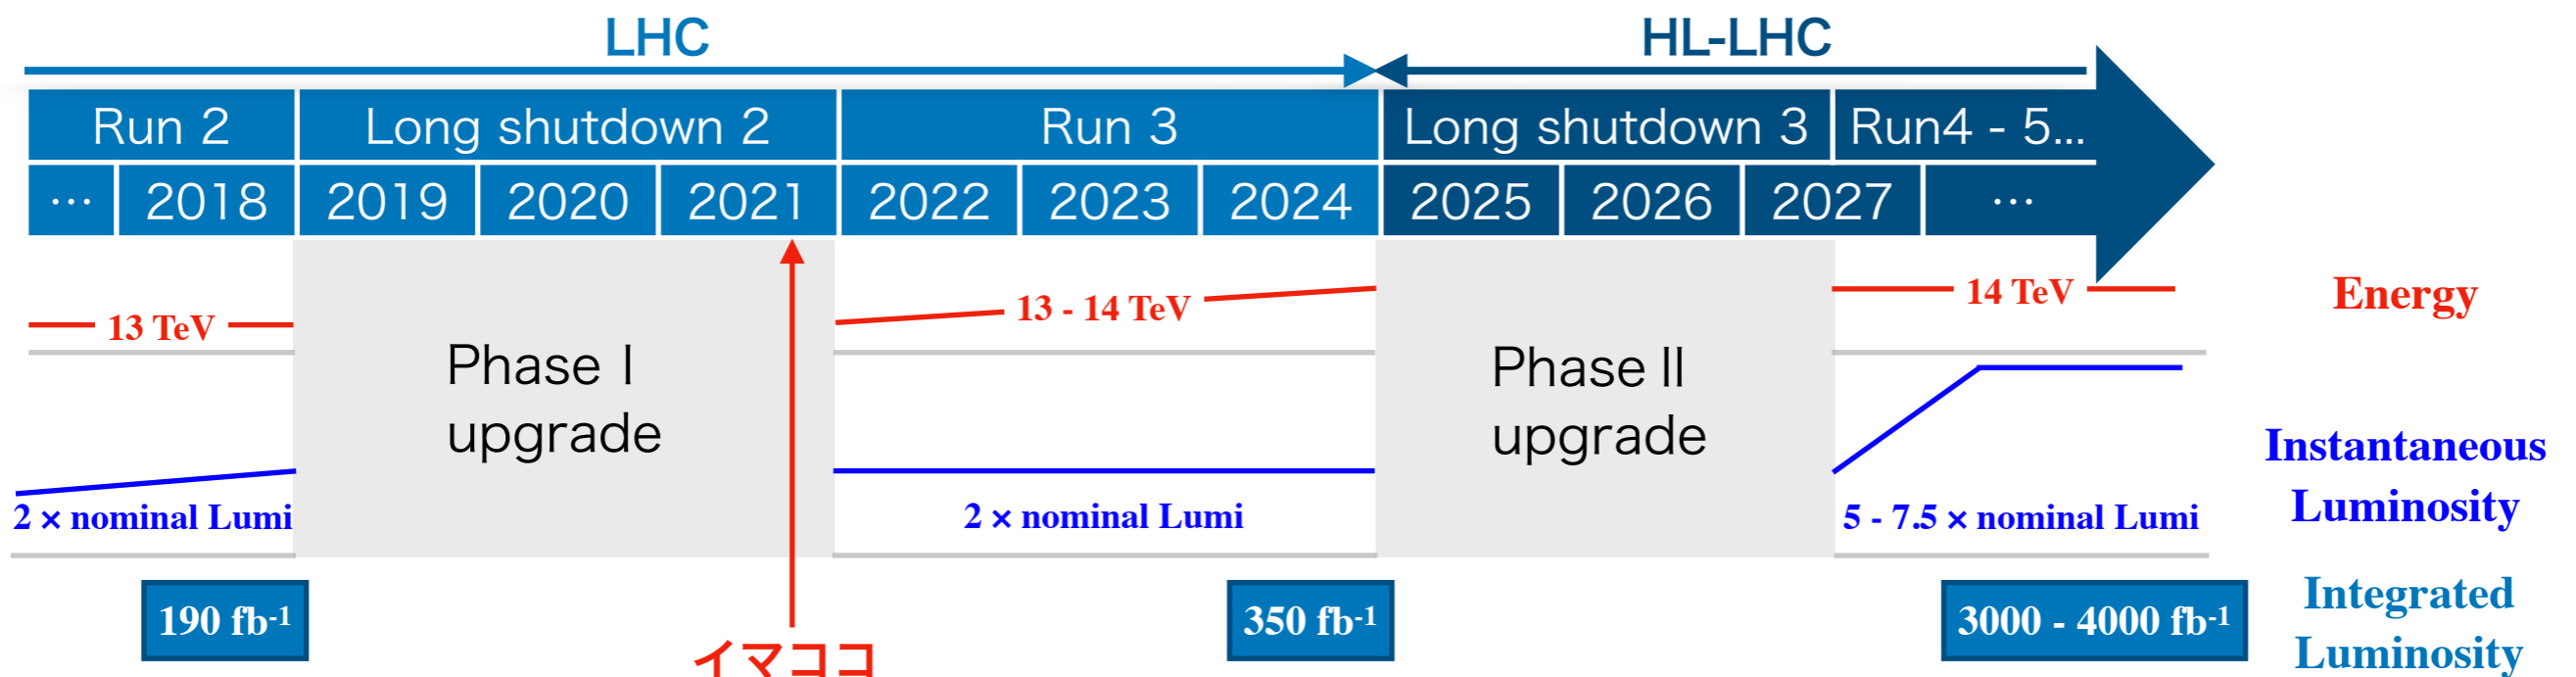 LHC
HL-LHC
Run 2
Long shutdown 2
Run 3
Long shutdown 3
Run4 - 5...
…
2018
2019
2020
2021
2022
2023
2024
2025
2026
2027
…
13 TeV
13 - 14 TeV
14 TeV
Energy
Phase I
upgrade
Phase II
upgrade
2 × nominal Lumi
2 × nominal Lumi
5 - 7.5 × nominal Lumi
Instantaneous
Luminosity
190 fb-1
350 fb-1
3000 - 4000 fb-1
Integrated
Luminosity
イマココ